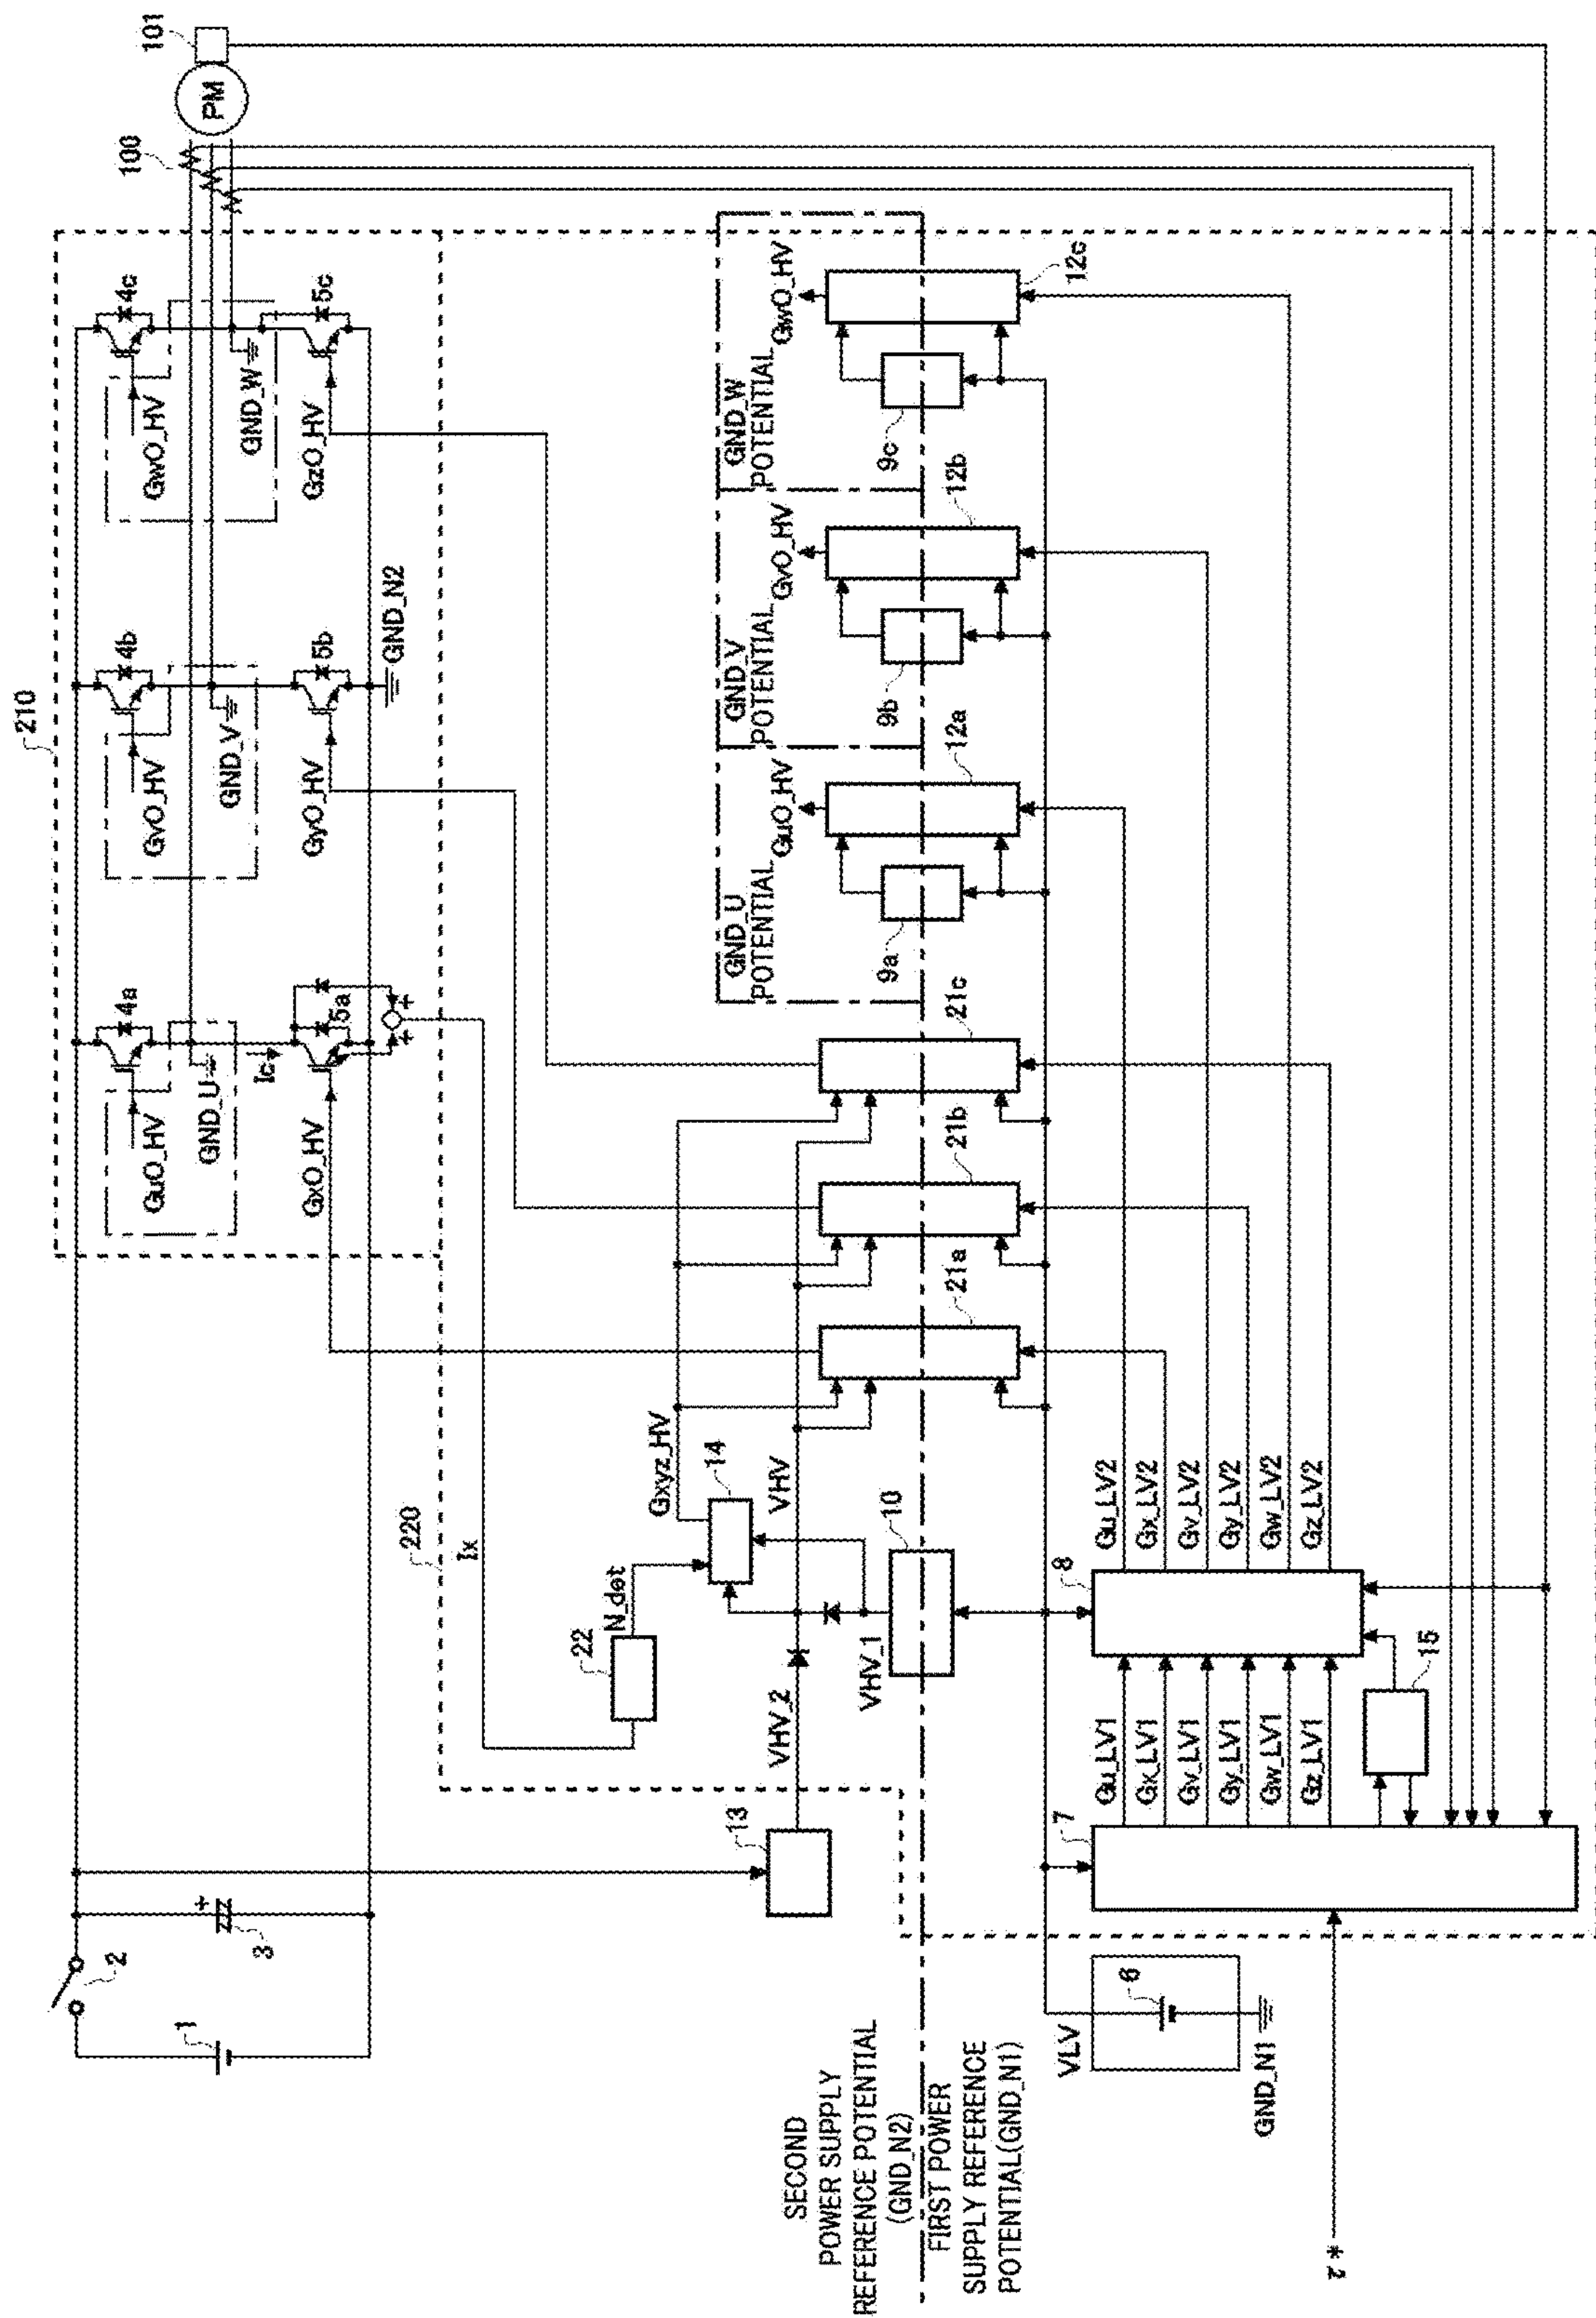 210
100
101
PM
4a
4b
4c
GuO_HV
GvO_HV
GwO_HV
GND_U
GND_V
GND_W
Ic
5a
5b
5c
+
+
GxO_HV
GyO_HV
GzO_HV
GND_N2
1
2
3
+
13
220
Ix
22
N_det
Gxyz_HV
14
VHV_2
VHV
VHV_1
10
21a
21b
21c
GND_U
POTENTIAL
GuO_HV
9a
12a
GND_V
POTENTIAL
GvO_HV
9b
12b
GND_W
POTENTIAL
GwO_HV
9c
12c
SECOND
POWER SUPPLY
REFERENCE POTENTIAL
(GND_N2)
FIRST POWER
SUPPLY REFERENCE
POTENTIAL(GND_N1)
VLV
6
GND_N1
7
8
Gu_LV1
Gx_LV1
Gv_LV1
Gy_LV1
Gw_LV1
Gz_LV1
Gu_LV2
Gx_LV2
Gv_LV2
Gy_LV2
Gw_LV2
Gz_LV2
15
*2